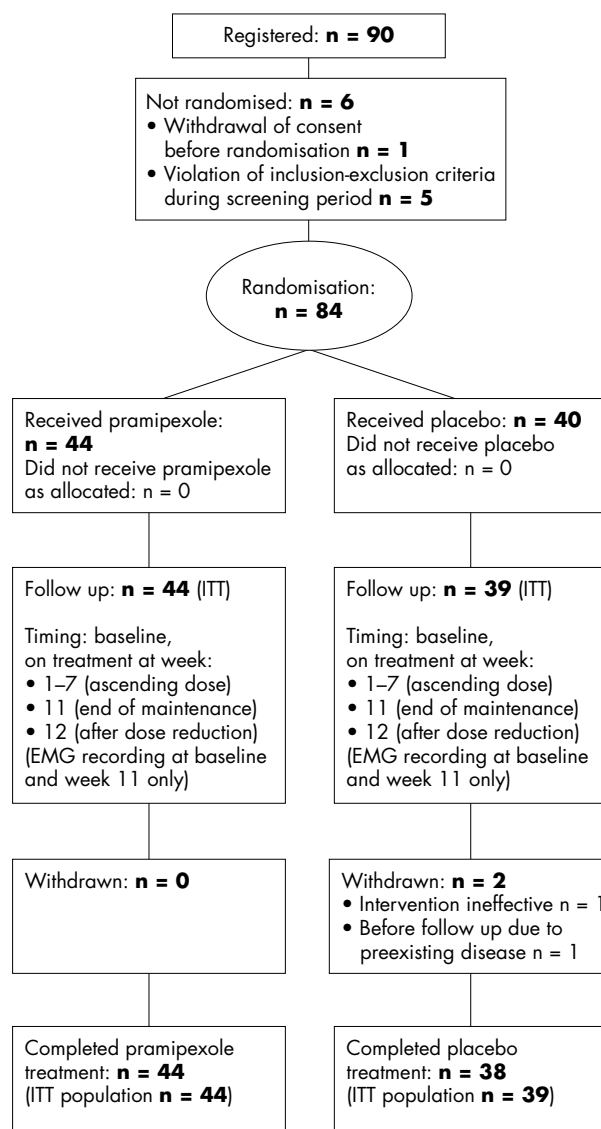 Registered: n = 90
Not randomised: n = 6
• Withdrawal of consent
before randomisation n = 1
• Violation of inclusion-exclusion criteria
during screening period n = 5
Randomisation:
n = 84
Received pramipexole:
n = 44
Did not receive pramipexole
as allocated: n = 0
Received placebo: n = 40
Did not receive placebo
as allocated: n = 0
Follow up: n = 44 (ITT)
Timing: baseline,
on treatment at week:
• 1–7 (ascending dose)
• 11 (end of maintenance)
• 12 (after dose reduction)
(EMG recording at baseline
and week 11 only)
Follow up: n = 39 (ITT)
Timing: baseline,
on treatment at week:
• 1–7 (ascending dose)
• 11 (end of maintenance)
• 12 (after dose reduction)
(EMG recording at baseline
and week 11 only)
Withdrawn: n = 0
Withdrawn: n = 2
• Intervention ineffective n = 1
• Before follow up due to
preexisting disease n = 1
Completed pramipexole
treatment: n = 44
(ITT population n = 44)
Completed placebo
treatment: n = 38
(ITT population n = 39)